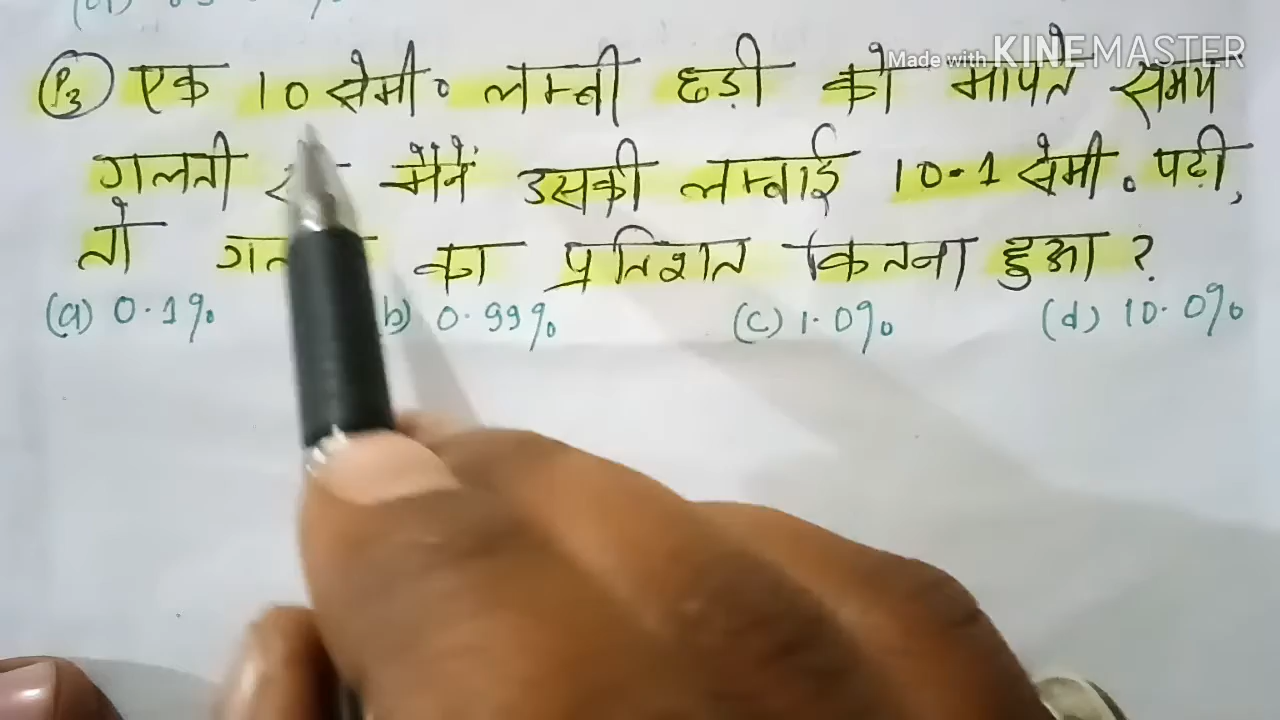 Made with KINEMASTER
P3 एक 10 सेमी० लम्बी छड़ी को मापते समय
गलती मैंने उसकी लम्बाई 10.1 सेमी० पढ़ी,
तो का प्रतिशत कितना हुआ ?
(a) 0.1% b) 0.99% (c) 1.0% (d) 10.0%